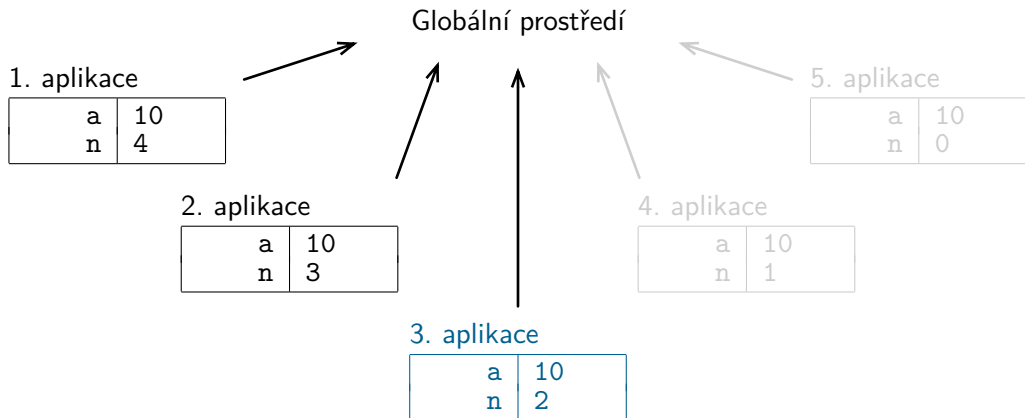 Globální prostředí
1. aplikace
a 10
n 4
2. aplikace
a 10
n 3
3. aplikace
a 10
n 2
4. aplikace
a 10
n 1
5. aplikace
a 10
n 0